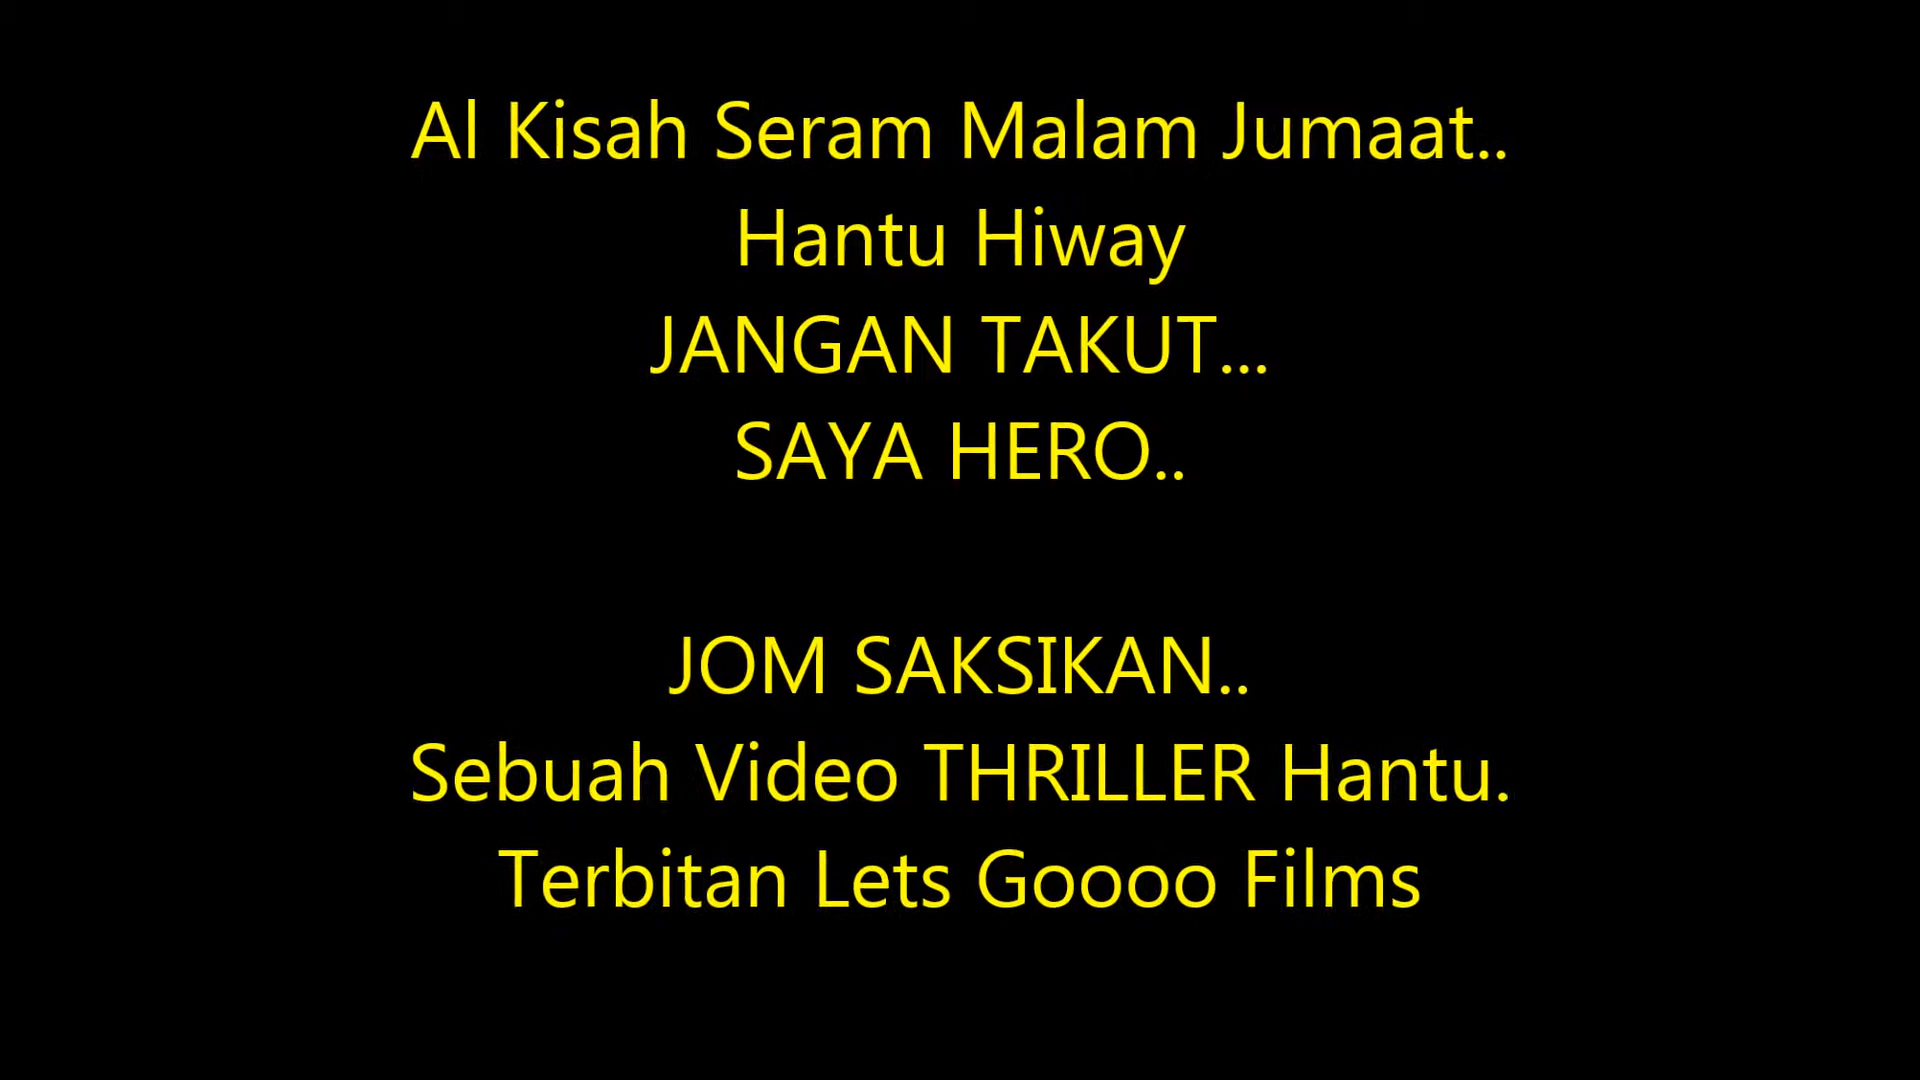 Al Kisah Seram Malam Jumaat..
Hantu Hiway
JANGAN TAKUT...
SAYA HERO..
JOM SAKSIKAN..
Sebuah Video THRILLER Hantu.
Terbitan Lets Goooo Films